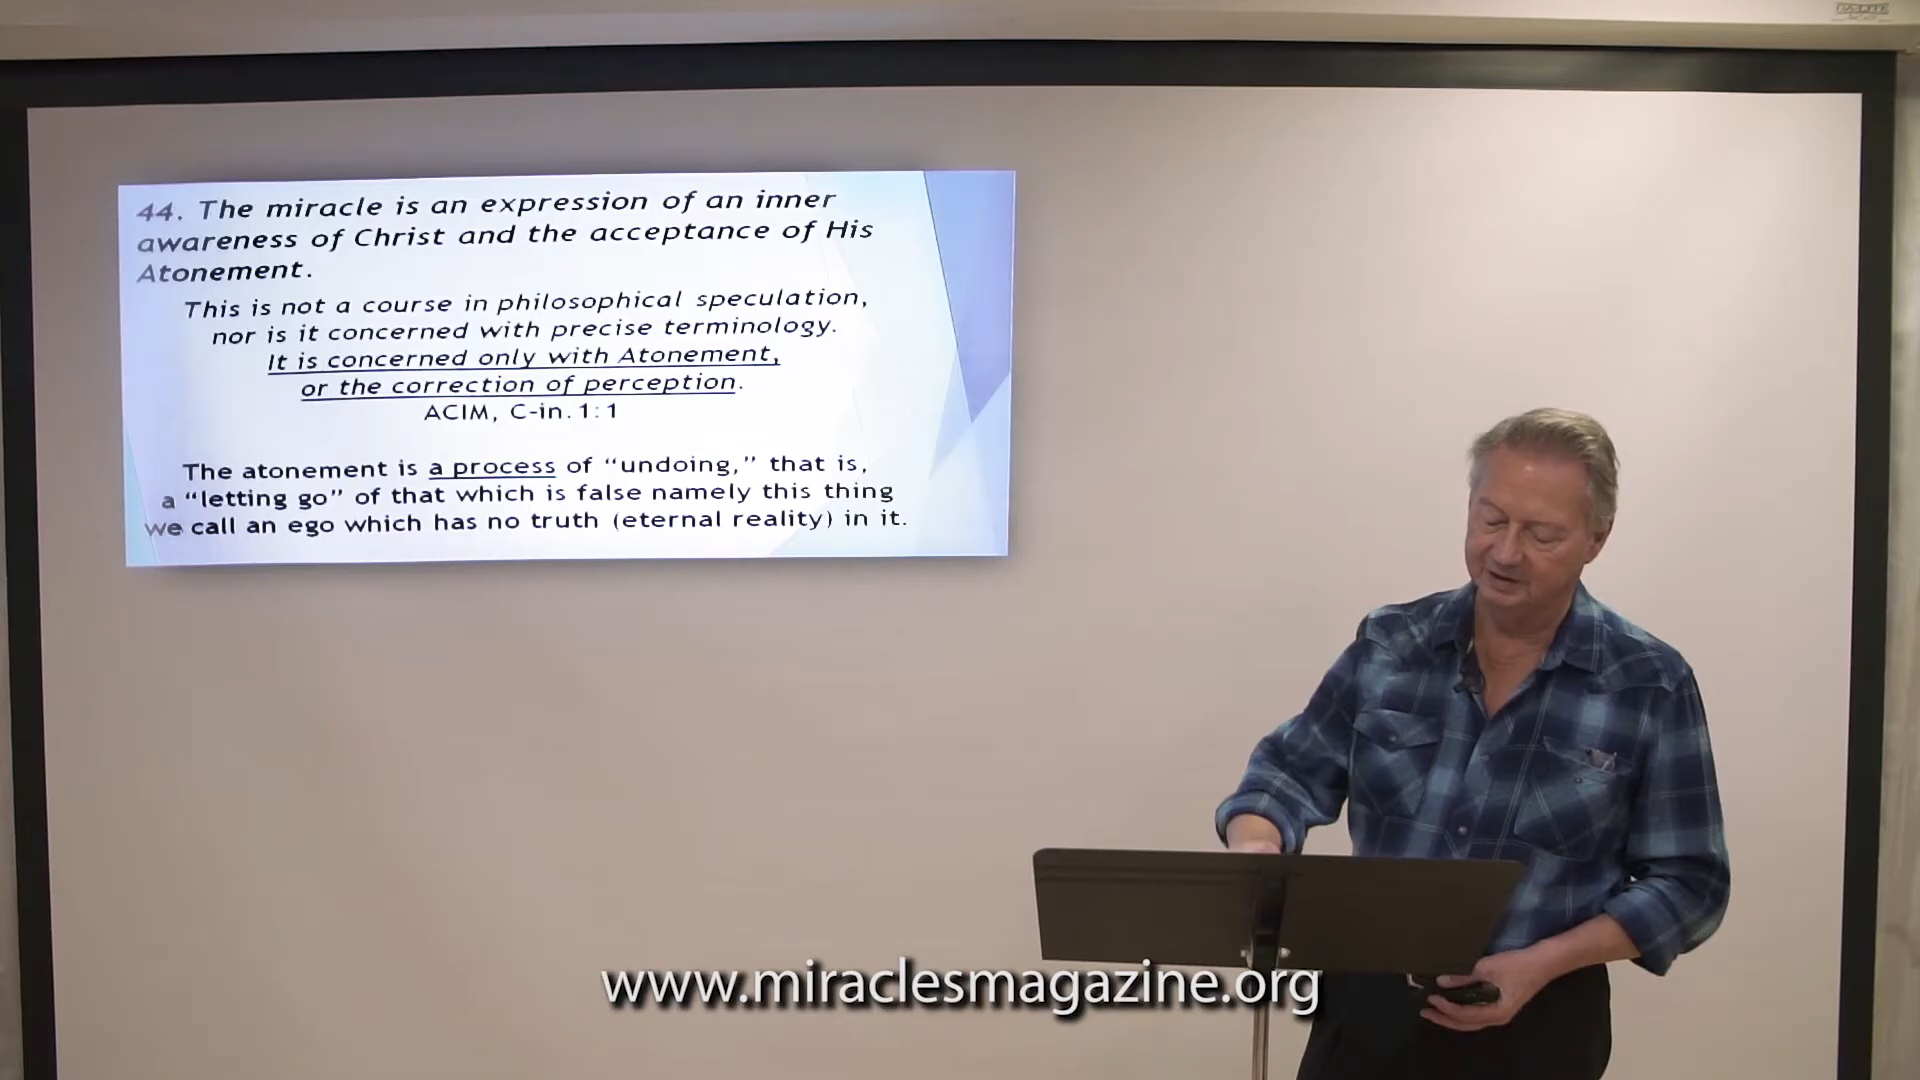 44. The miracle is an expression of an inner
awareness of Christ and the acceptance of His
Atonement.
This is not a course in philosophical speculation,
nor is it concerned with precise terminology.
It is concerned only with Atonement,
or the correction of perception.
ACIM, C-in.1:1
The atonement is a process of “undoing,” that is,
a “letting go” of that which is false namely this thing
we call an ego which has no truth (eternal reality) in it.
www.miraclesmagazine.org